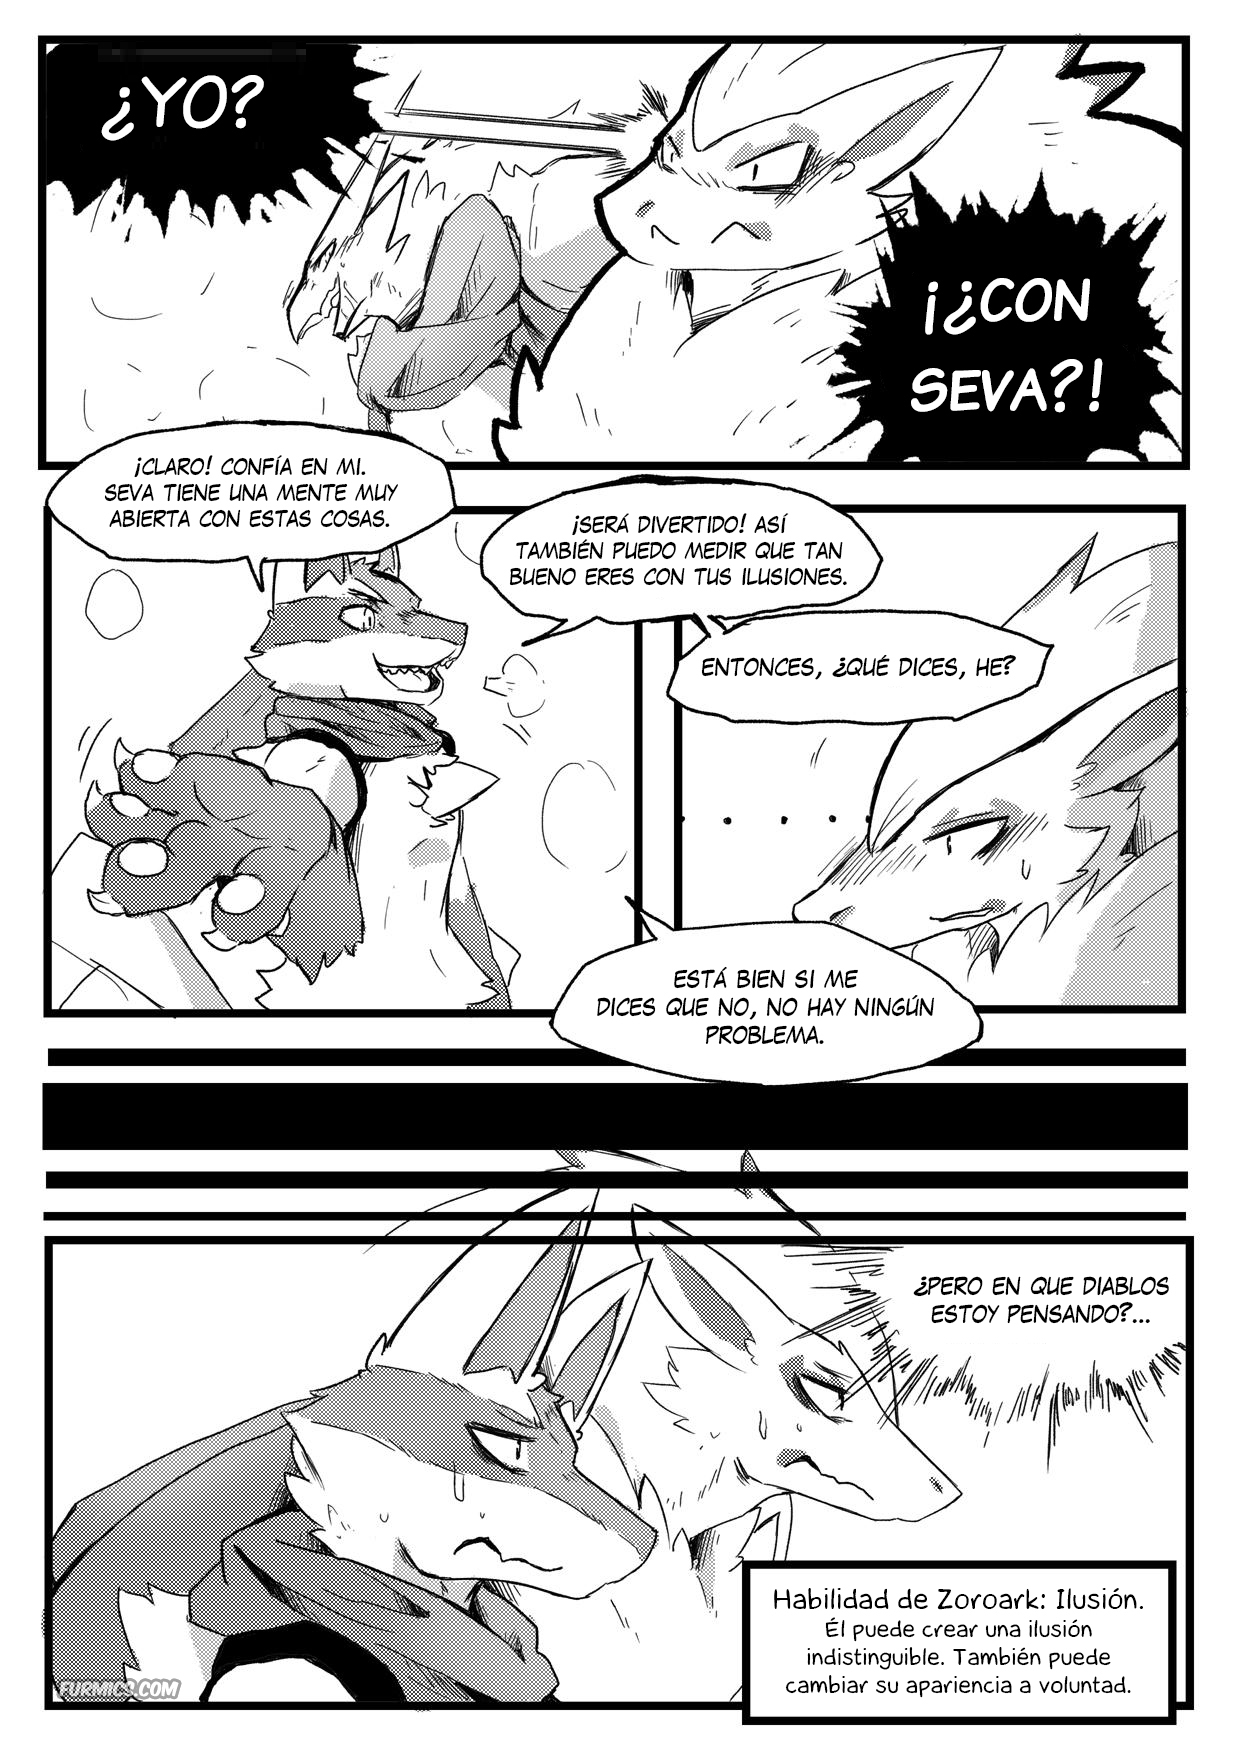 ¿YO?
¡¿CON
SEVA?!
¡CLARO! CONFÍA EN MI.
SEVA TIENE UNA MENTE MUY
ABIERTA CON ESTAS COSAS.
¡SERÁ DIVERTIDO! ASÍ
TAMBIÉN PUEDO MEDIR QUE TAN
BUENO ERES CON TUS ILUSIONES.
ENTONCES, ¿QUÉ DICES, HE?
. . . . .
ESTÁ BIEN SI ME
DICES QUE NO, NO HAY NINGÚN
PROBLEMA.
¿PERO EN QUE DIABLOS
ESTOY PENSANDO?...
Habilidad de Zoroark: Ilusión.
Él puede crear una ilusión
indistinguible. También puede
cambiar su apariencia a voluntad.
FURMICS.COM